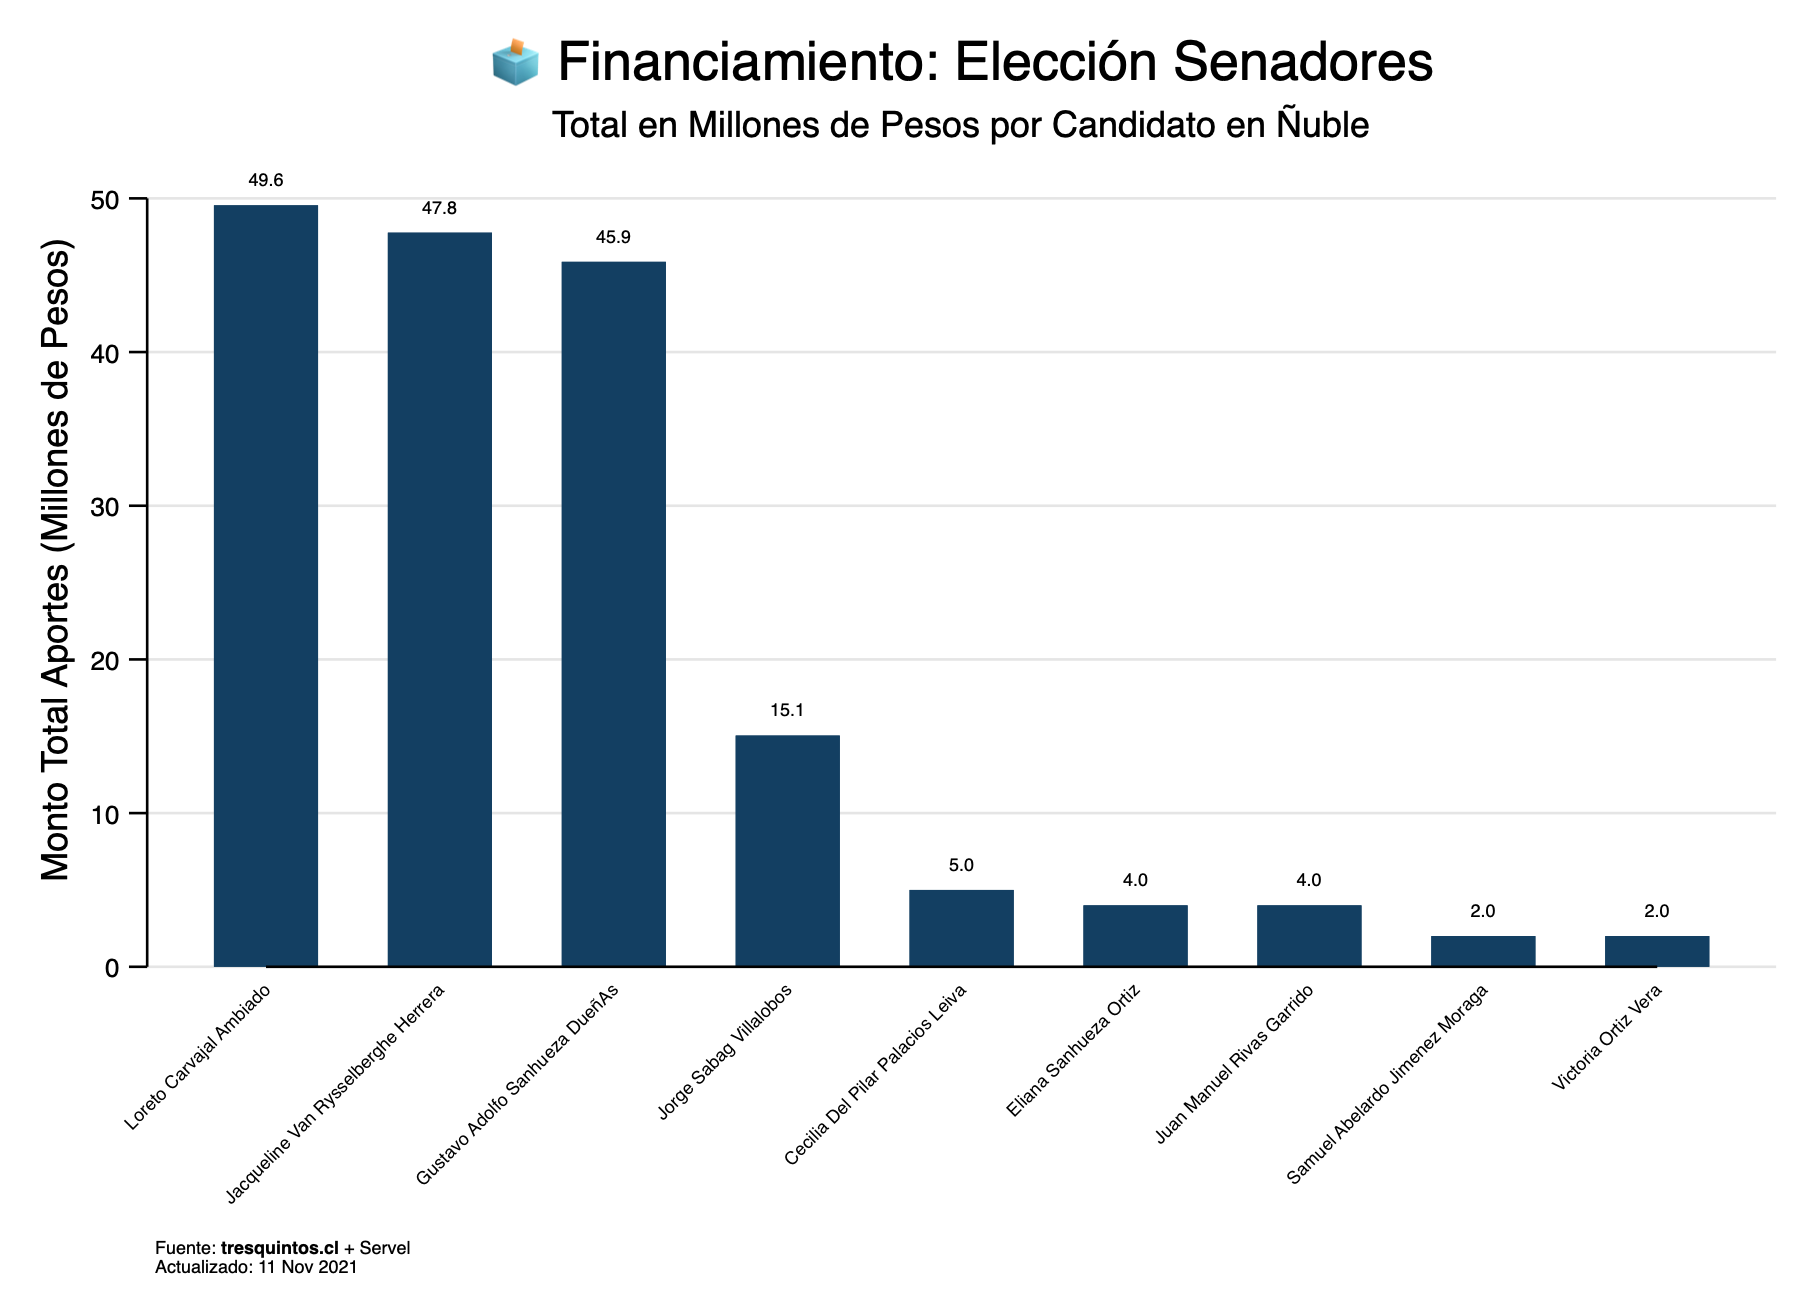 Financiamiento: Elección Senadores
Total en Millones de Pesos por Candidato en Ñuble
Monto Total Aportes (Millones de Pesos)
50
40
30
20
10
0
49.6
47.8
45.9
15.1
5.0
4.0
4.0
2.0
2.0
Loreto Carvajal Ambiado
Jacqueline Van Rysselberghe Herrera
Gustavo Adolfo Sanhueza DueñAs
Jorge Sabag Villalobos
Cecilia Del Pilar Palacios Leiva
Eliana Sanhueza Ortiz
Juan Manuel Rivas Garrido
Samuel Abelardo Jimenez Moraga
Victoria Ortiz Vera
Fuente: tresquintos.cl + Servel
Actualizado: 11 Nov 2021